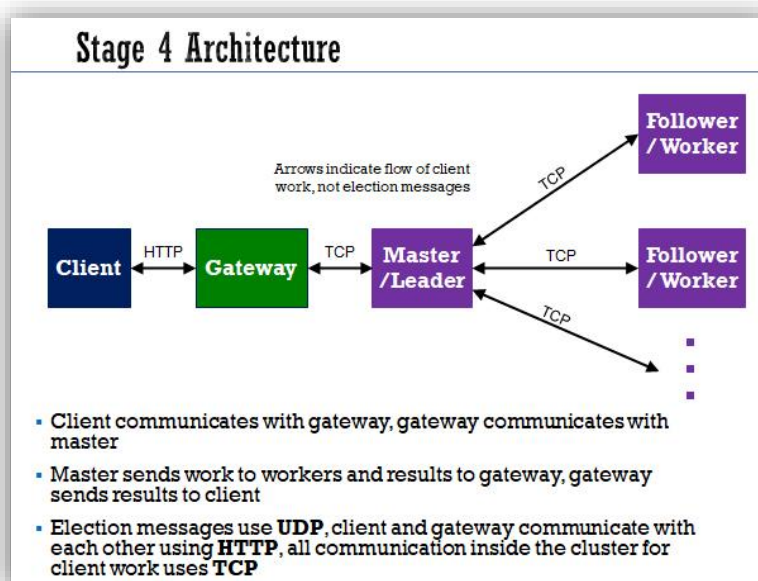 Stage 4 Architecture
Follower
/Worker
Arrows indicate flow of client
work, not election messages
TCP
Client
HTTP
Gateway
TCP
Master
/Leader
TCP
Follower
/Worker
TCP
Client communicates with gateway, gateway communicates with
master
Master sends work to workers and results to gateway, gateway
sends results to client
Election messages use UDP, client and gateway communicate with
each other using HTTP, all communication inside the cluster for
client work uses TCP